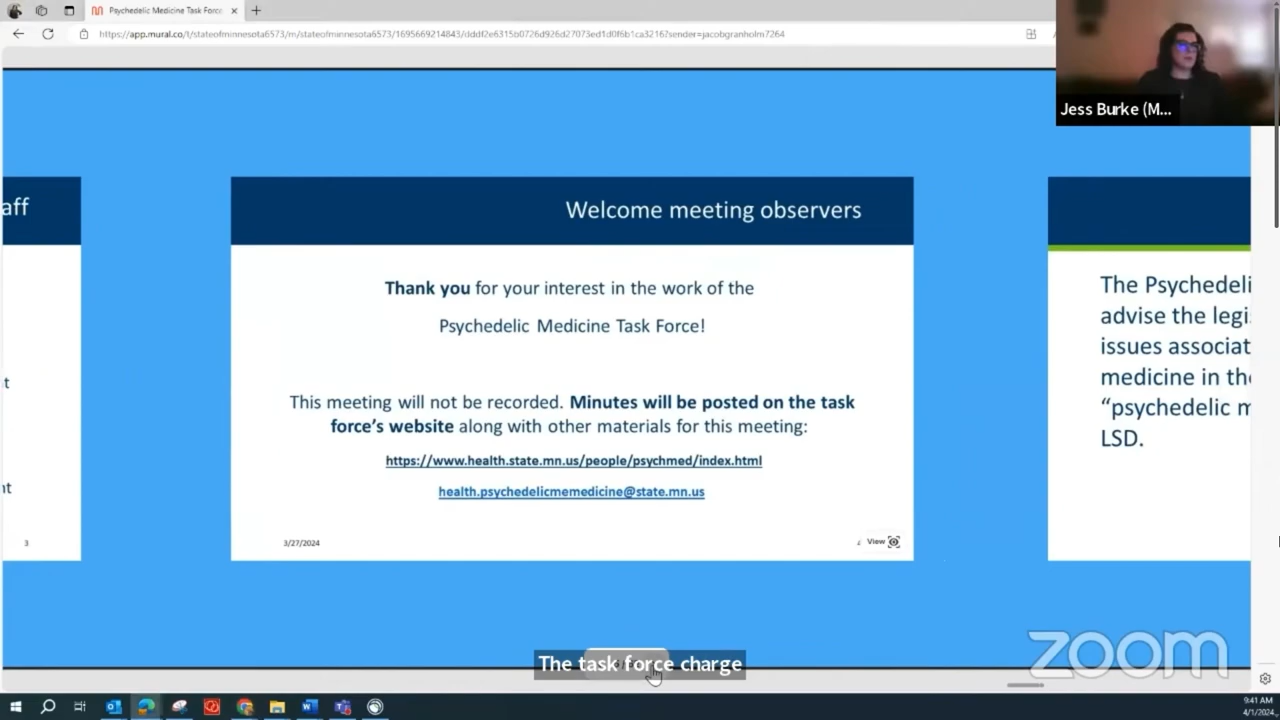 Psychedelic Medicine Task Force
https://app.mural.co/t/stateofminnesota6573/m/stateofminnesota6573/1695669214843/dddf2e6315b0726d926d27073ed1d0f6b1ca3216?sender=jacobgranholm7264
Jess Burke (M...
aff
t
nt
3
Welcome meeting observers
Thank you for your interest in the work of the
Psychedelic Medicine Task Force!
This meeting will not be recorded. Minutes will be posted on the task
force's website along with other materials for this meeting:
https://www.health.state.mn.us/people/psychmed/index.html
health.psychedelicmemedicine@state.mn.us
3/27/2024
View
The Psychedeli
advise the legi
issues associat
medicine in the
“psychedelic m
LSD.
The task force charge
zoom
9:41 AM
4/1/2024